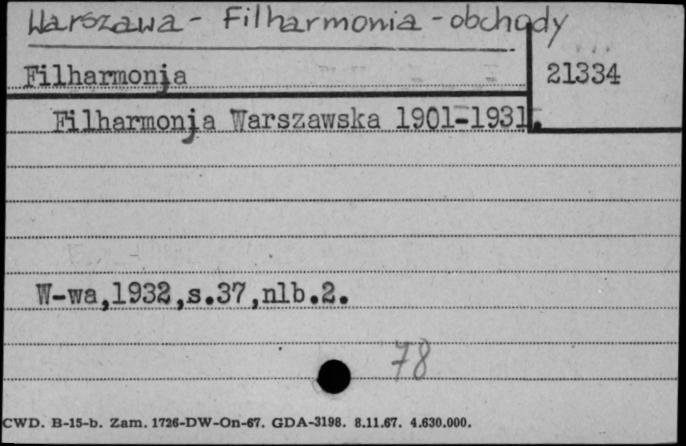 Warszawa - Filharmonia - obchody
Filharmonja
21334
Filharmonja Warszawska 1901-1931.
W-wa,1932,s.37,nlb.2.
78
CWD. B-15-b. Zam. 1726-DW-On-67. GDA-3198. 8.11.67. 4.630.000.